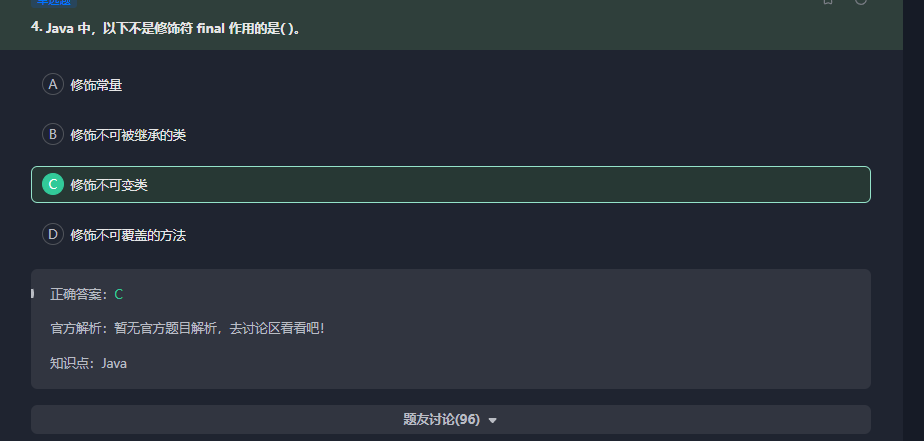 单选题
4. Java 中，以下不是修饰符 final 作用的是( )。
A 修饰常量
B 修饰不可被继承的类
C 修饰不可变类
D 修饰不可覆盖的方法
正确答案：C
官方解析：暂无官方题目解析，去讨论区看看吧！
知识点：Java
题友讨论(96)